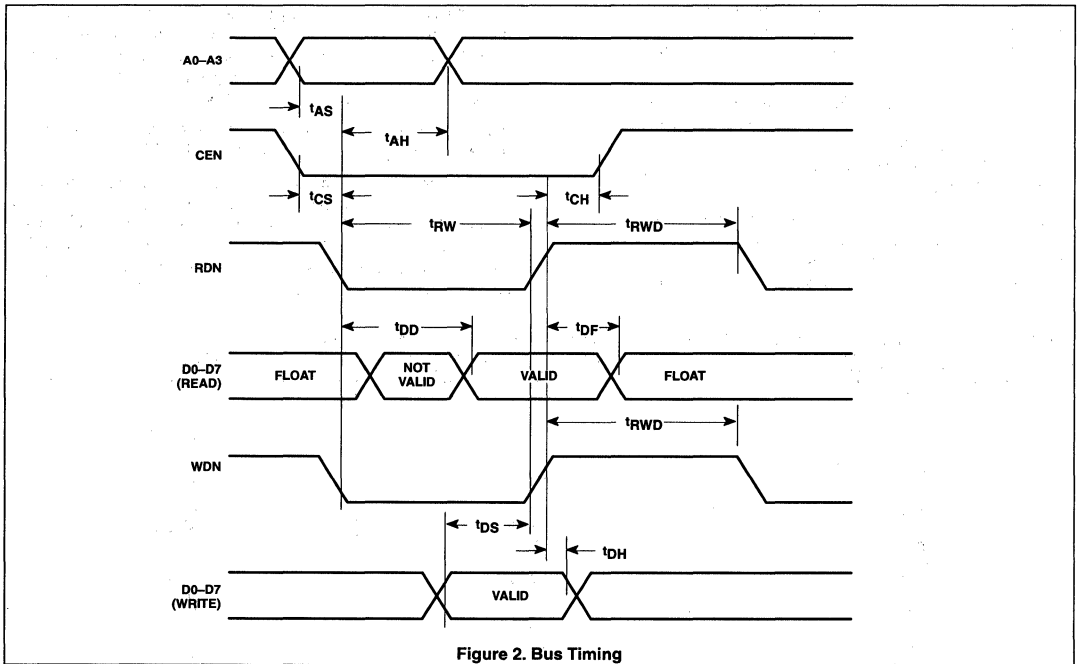 A0–A3
tAS
tAH
CEN
tCS
tCH
tRW
tRWD
RDN
tDD
tDF
D0–D7
(READ)
FLOAT
NOT
VALID
VALID
FLOAT
tRWD
WDN
tDS
tDH
D0–D7
(WRITE)
VALID
Figure 2. Bus Timing